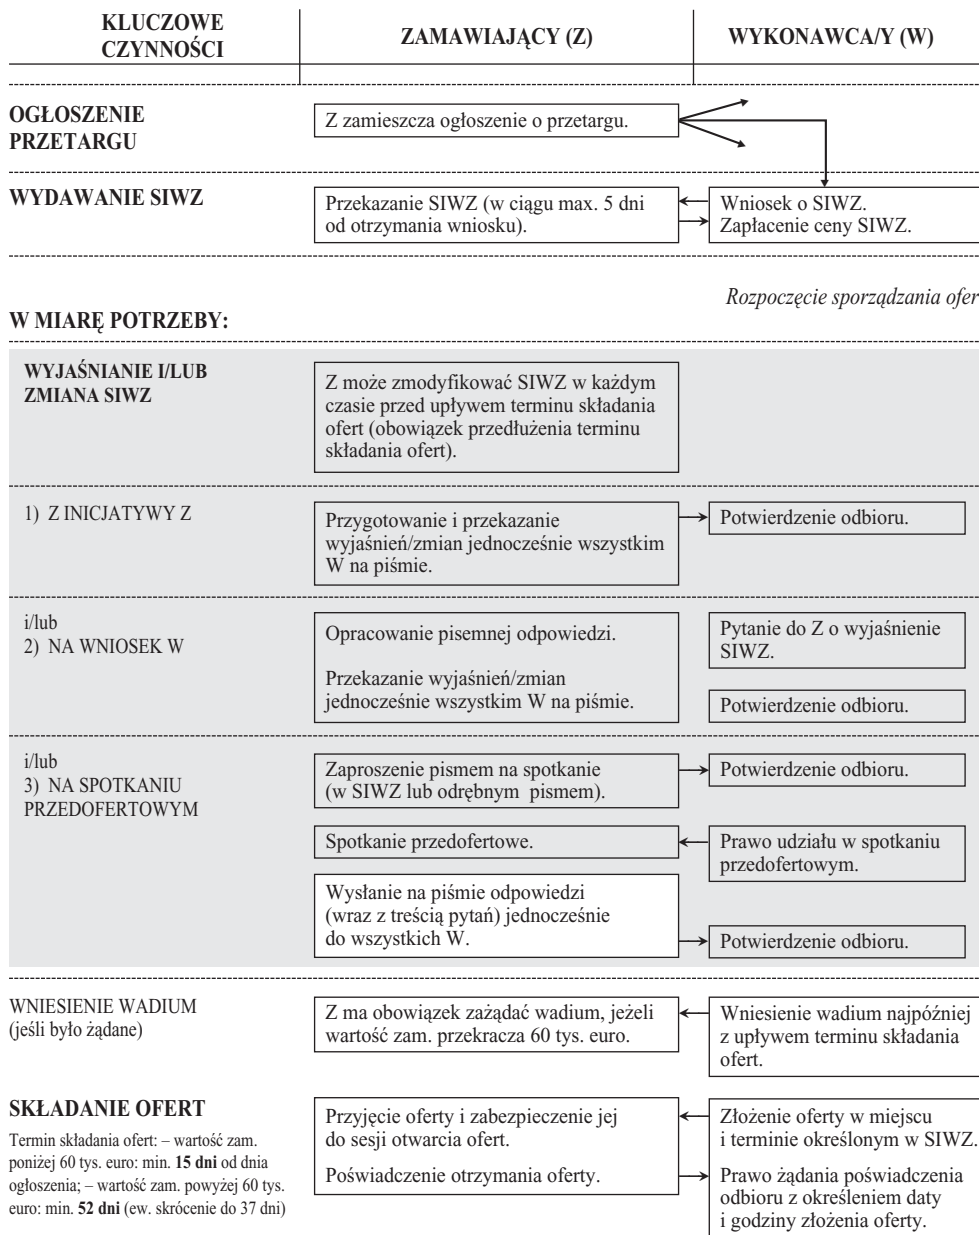 KLUCZOWE
CZYNNOŚCI
ZAMAWIAJĄCY (Z)
WYKONAWCA/Y (W)
OGŁOSZENIE
PRZETARGU
Z zamieszcza ogłoszenie o przetargu.
WYDAWANIE SIWZ
Przekazanie SIWZ (w ciągu max. 5 dni
od otrzymania wniosku).
Wniosek o SIWZ.
Zapłacenie ceny SIWZ.
Rozpoczęcie sporządzania ofer
W MIARĘ POTRZEBY:
WYJAŚNIANIE I/LUB
ZMIANA SIWZ
Z może zmodyfikować SIWZ w każdym
czasie przed upływem terminu składania
ofert (obowiązek przedłużenia terminu
składania ofert).
1) Z INICJATYWY Z
Przygotowanie i przekazanie
wyjaśnień/zmian jednocześnie wszystkim
W na piśmie.
Potwierdzenie odbioru.
i/lub
2) NA WNIOSEK W
Opracowanie pisemnej odpowiedzi.
Przekazanie wyjaśnień/zmian
jednocześnie wszystkim W na piśmie.
Pytanie do Z o wyjaśnienie
SIWZ.
Potwierdzenie odbioru.
i/lub
3) NA SPOTKANIU
PRZEDOFERTOWYM
Zaproszenie pismem na spotkanie
(w SIWZ lub odrębnym pismem).
Potwierdzenie odbioru.
Spotkanie przedofertowe.
Prawo udziału w spotkaniu
przedofertowym.
Wysłanie na piśmie odpowiedzi
(wraz z treścią pytań) jednocześnie
do wszystkich W.
Potwierdzenie odbioru.
WNIESIENIE WADIUM
(jeśli było żądane)
Z ma obowiązek zażądać wadium, jeżeli
wartość zam. przekracza 60 tys. euro.
Wniesienie wadium najpóźniej
z upływem terminu składania
ofert.
SKŁADANIE OFERT
Termin składania ofert: – wartość zam.
poniżej 60 tys. euro: min. 15 dni od dnia
ogłoszenia; – wartość zam. powyżej 60 tys.
euro: min. 52 dni (ew. skrócenie do 37 dni)
Przyjęcie oferty i zabezpieczenie jej
do sesji otwarcia ofert.
Poświadczenie otrzymania oferty.
Złożenie oferty w miejscu
i terminie określonym w SIWZ.
Prawo żądania poświadczenia
odbioru z określeniem daty
i godziny złożenia oferty.